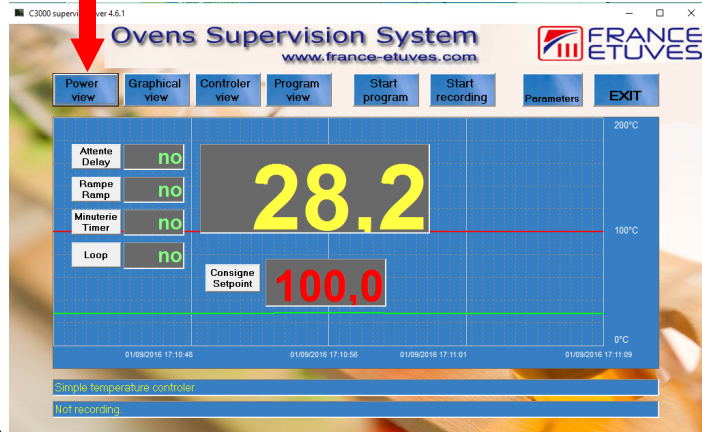 C3000 supervi ver 4.6.1
Ovens Supervision System
www.france-etuves.com
FRANCE
ETUVES
Power
view
Graphical
view
Controler
view
Program
view
Start
program
Start
recording
Parameters
EXIT
200°C
Attente
Delay
no
Rampe
Ramp
no
Minuterie
Timer
no
Loop
no
28,2
100°C
Consigne
Setpoint
100,0
0°C
01/09/2016 17:10:48
01/09/2016 17:10:56
01/09/2016 17:11:01
01/09/2016 17:11:09
Simple temperature controler
Not recording.